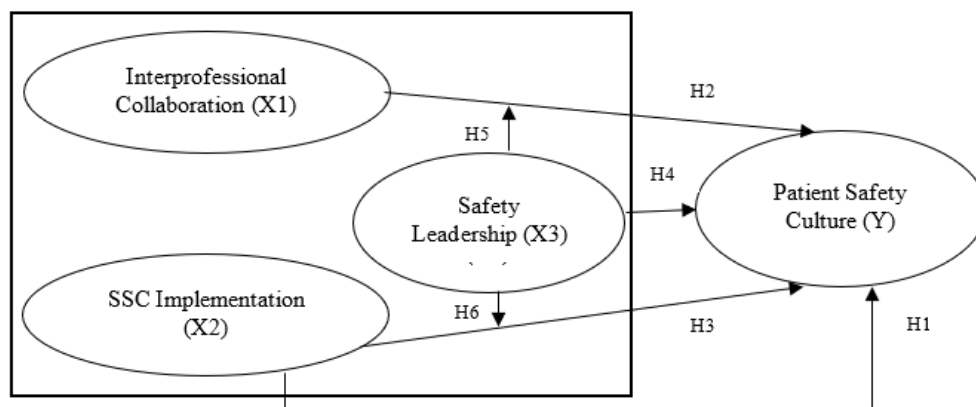 Interprofessional
Collaboration (X1)
H2
H5
H4
Safety
Leadership (X3)
Patient Safety
Culture (Y)
SSC Implementation
(X2)
H6
H3
H1